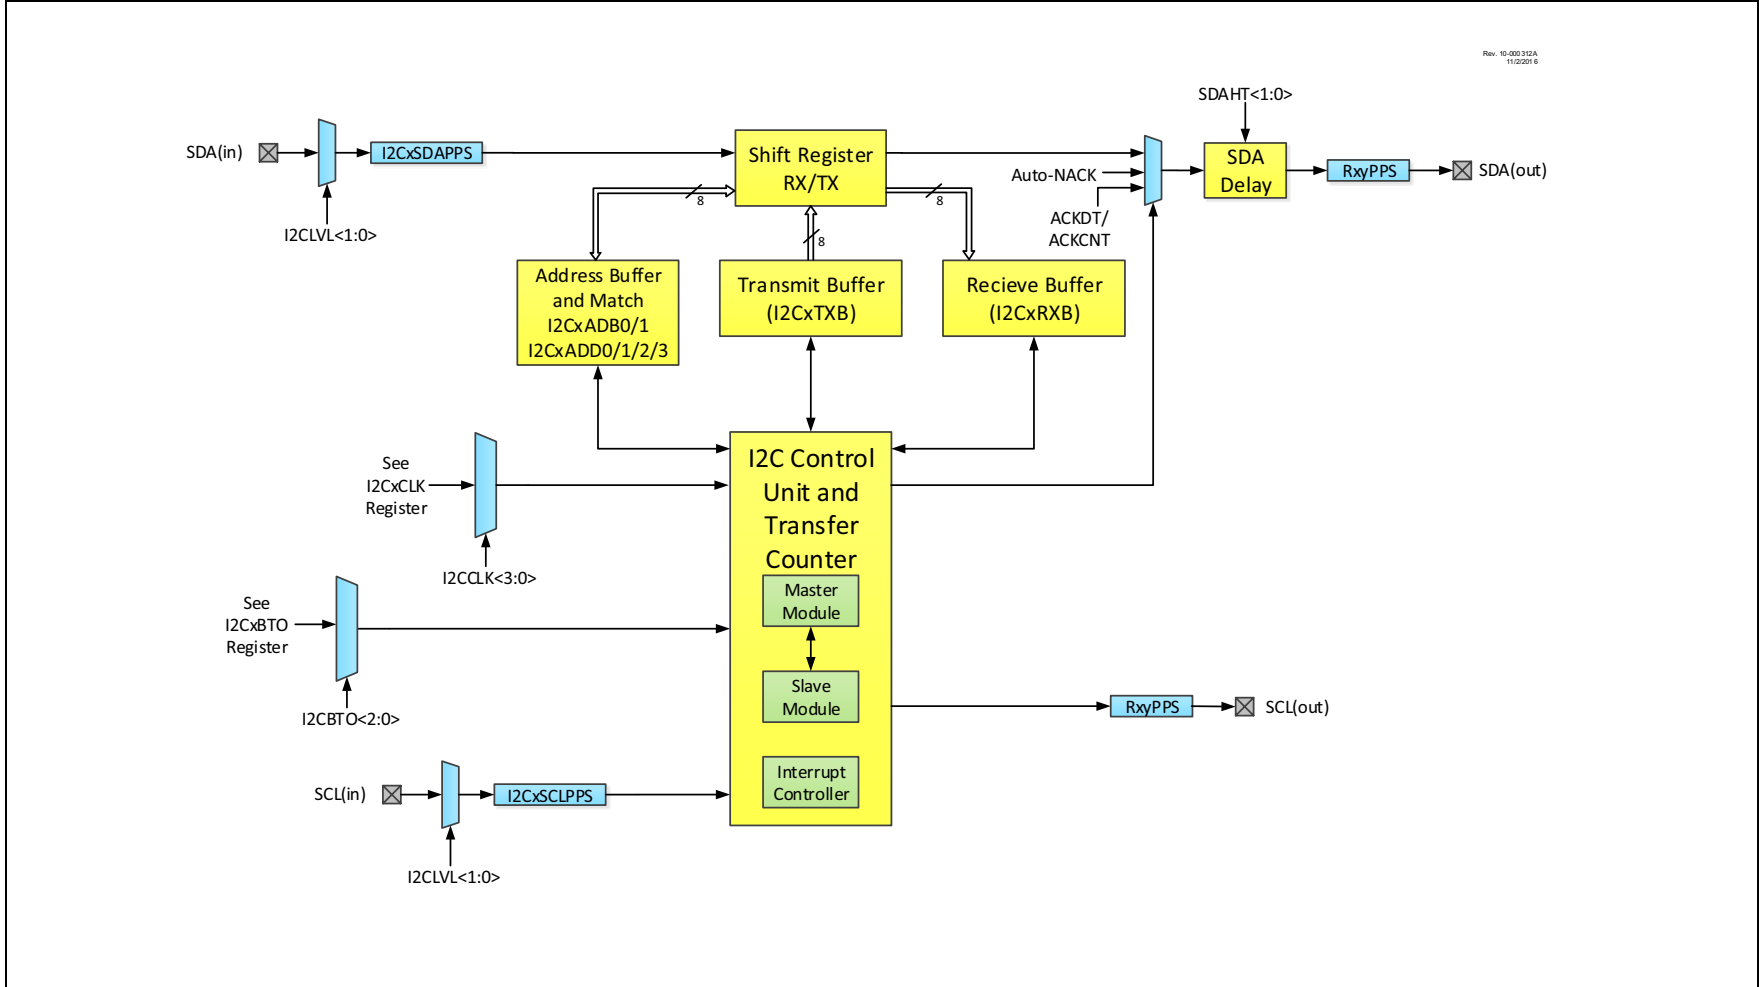 Rev. 10-000312A
11/2/2016
SDAHT<1:0>
SDA(in)
I2CxSDAPPS
Shift Register
RX/TX
Auto-NACK
SDA
Delay
RxyPPS
SDA(out)
8
8
ACKDT/
ACKCNT
I2CLVL<1:0>
8
Address Buffer
and Match
I2CxADB0/1
I2CxADD0/1/2/3
Transmit Buffer
(I2CxTXB)
Recieve Buffer
(I2CxRXB)
See
I2CxCLK
Register
I2C Control
Unit and
Transfer
Counter
I2CCLK<3:0>
Master
Module
See
I2CxBTO
Register
Slave
Module
I2CBTO<2:0>
RxyPPS
SCL(out)
SCL(in)
I2CxSCLPPS
Interrupt
Controller
I2CLVL<1:0>